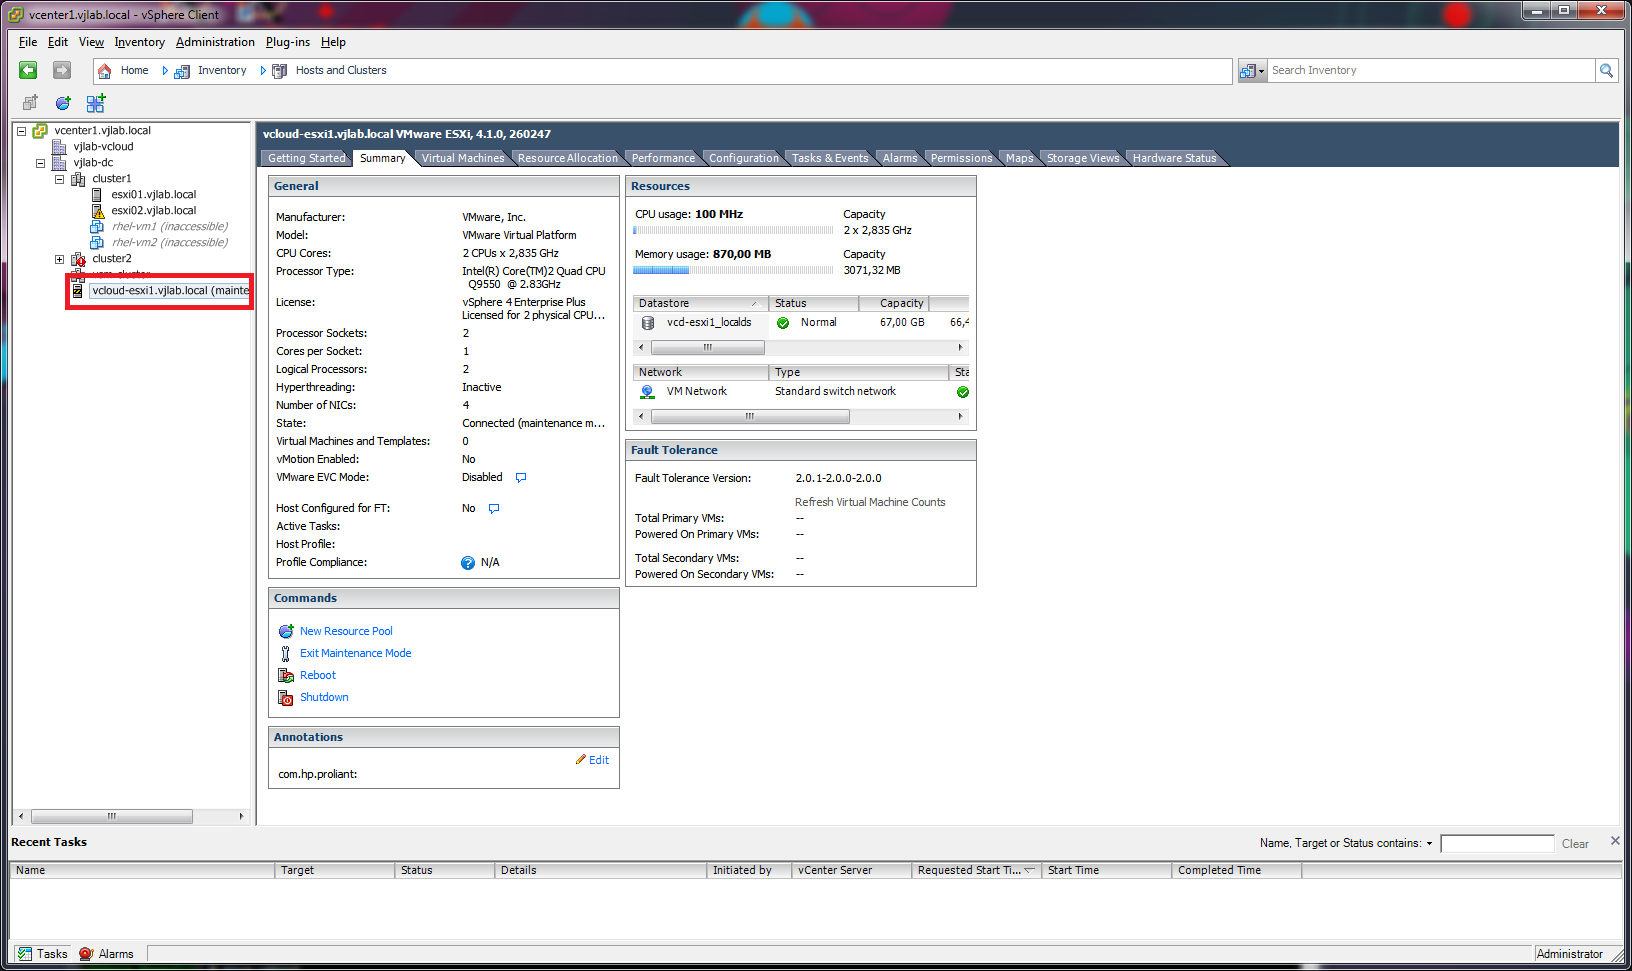 vcenter1.vjlab.local - vSphere Client
File Edit View Inventory Administration Plug-ins Help
Home Inventory Hosts and Clusters
Search Inventory
vcenter1.vjlab.local
vjlab-vcloud
vjlab-dc
cluster1
esxi01.vjlab.local
esxi02.vjlab.local
rhel-vm1 (inaccessible)
rhel-vm2 (inaccessible)
cluster2
vcloud-esxi1.vjlab.local (mainte
vcloud-esxi1.vjlab.local VMware ESXi, 4.1.0, 260247
Getting Started Summary Virtual Machines Resource Allocation Performance Configuration Tasks & Events Alarms Permissions Maps Storage Views Hardware Status
General
Manufacturer: VMware, Inc.
Model: VMware Virtual Platform
CPU Cores: 2 CPUs x 2,835 GHz
Processor Type: Intel(R) Core(TM)2 Quad CPU
Q9550 @ 2.83GHz
License: vSphere 4 Enterprise Plus
Licensed for 2 physical CPU...
Processor Sockets: 2
Cores per Socket: 1
Logical Processors: 2
Hyperthreading: Inactive
Number of NICs: 4
State: Connected (maintenance m...
Virtual Machines and Templates: 0
vMotion Enabled: No
VMware EVC Mode: Disabled
Host Configured for FT: No
Active Tasks:
Host Profile:
Profile Compliance: N/A
Commands
New Resource Pool
Exit Maintenance Mode
Reboot
Shutdown
Annotations
Edit
com.hp.proliant:
Resources
CPU usage: 100 MHz Capacity
2 x 2,835 GHz
Memory usage: 870,00 MB Capacity
3071,32 MB
Datastore Status Capacity
vcd-esxi1_localds Normal 67,00 GB 66,4
Network Type Sta
VM Network Standard switch network
Fault Tolerance
Fault Tolerance Version: 2.0.1-2.0.0-2.0.0
Refresh Virtual Machine Counts
Total Primary VMs: --
Powered On Primary VMs: --
Total Secondary VMs: --
Powered On Secondary VMs: --
Recent Tasks
Name, Target or Status contains: Clear
Name Target Status Details Initiated by vCenter Server Requested Start Ti... Start Time Completed Time
Tasks Alarms Administrator